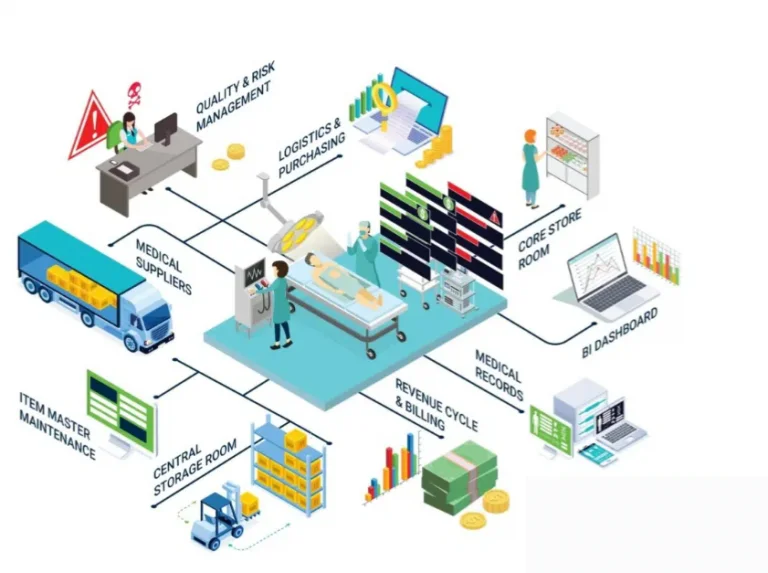 QUALITY & RISK
MANAGEMENT
LOGISTICS &
PURCHASING
CORE STORE
ROOM
MEDICAL
SUPPLIERS
BI DASHBOARD
MEDICAL
RECORDS
ITEM MASTER
MAINTENANCE
REVENUE CYCLE
& BILLING
CENTRAL
STORAGE ROOM